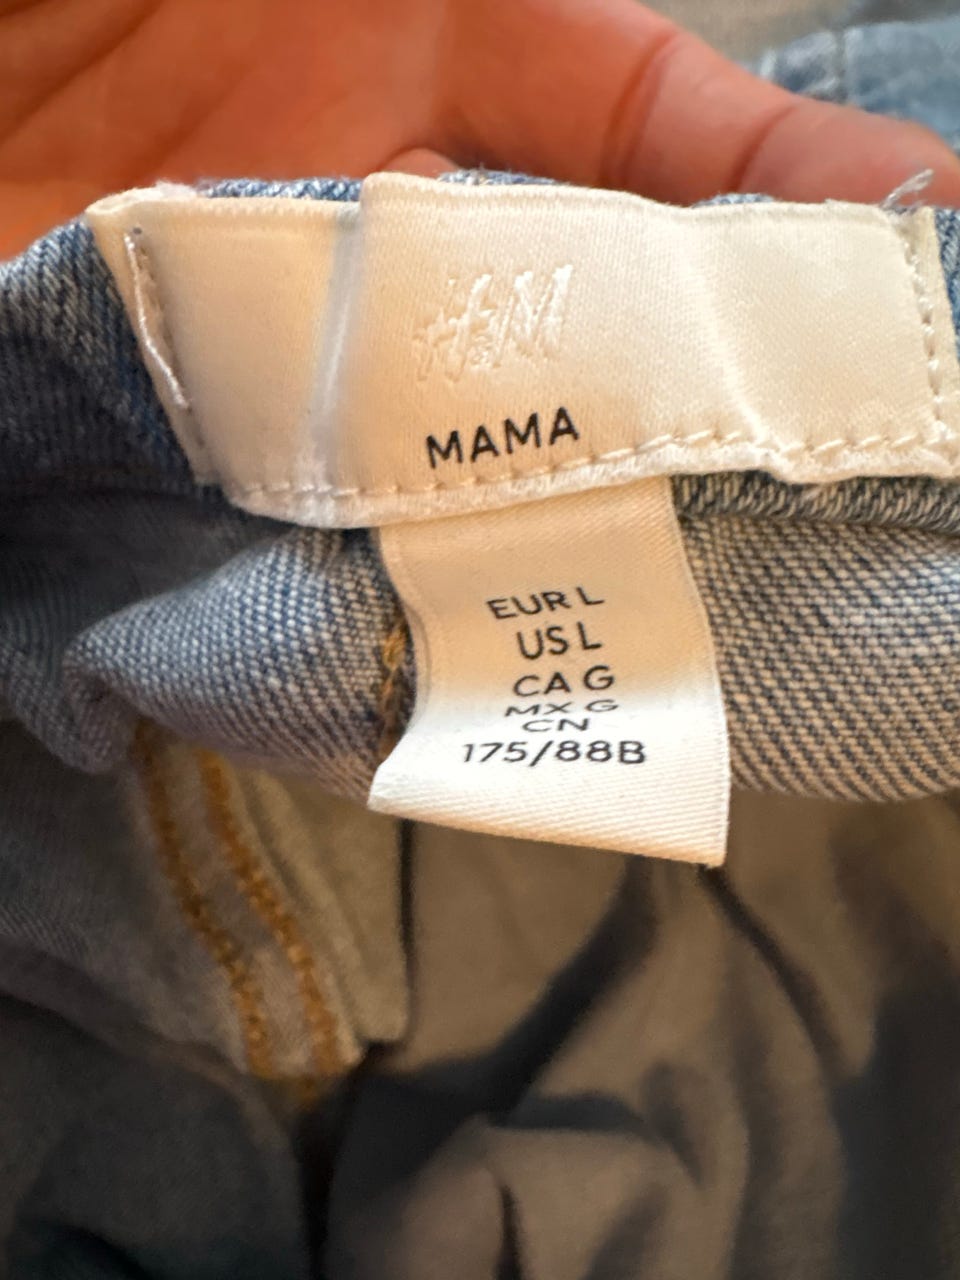 H&M
MAMA
EUR L
US L
CA G
MX G
CN
175/88B